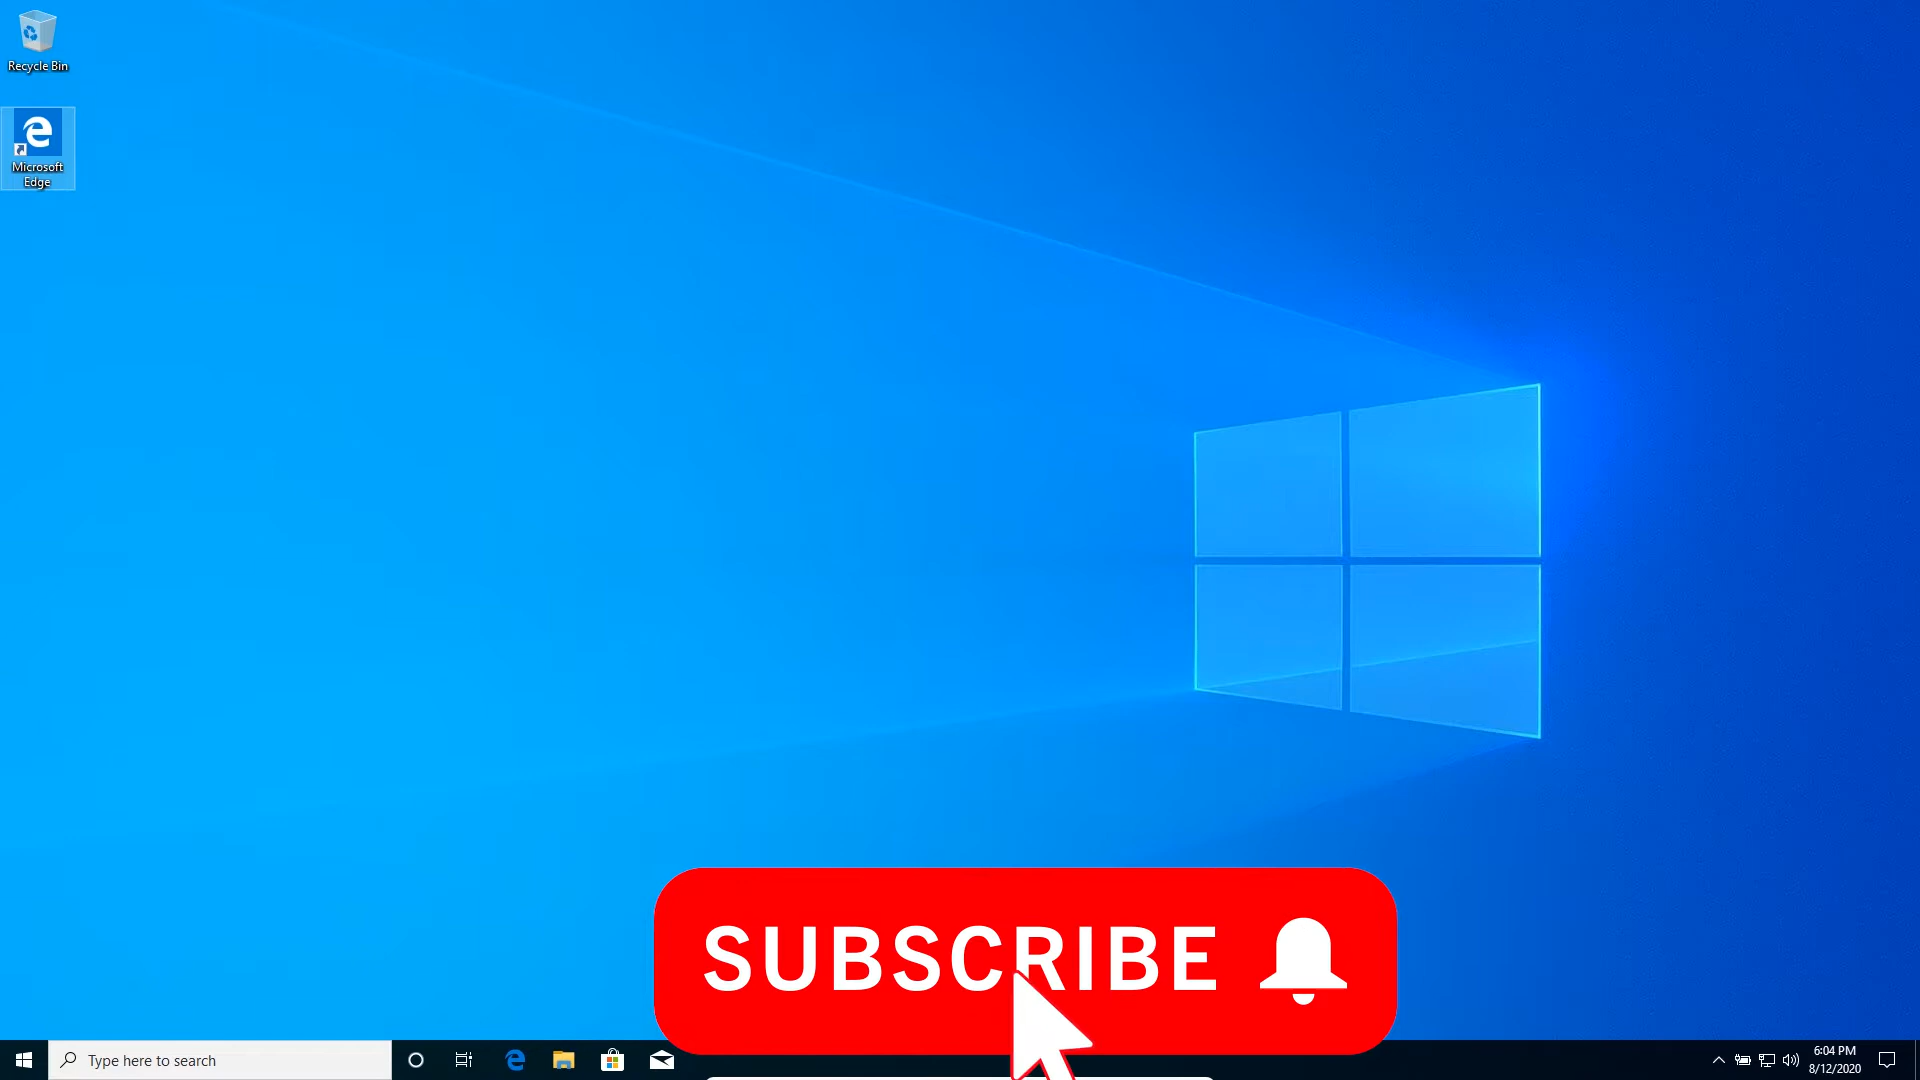 Recycle Bin
Microsoft
Edge
SUBSCRIBE
Type here to search
6:04 PM
8/12/2020